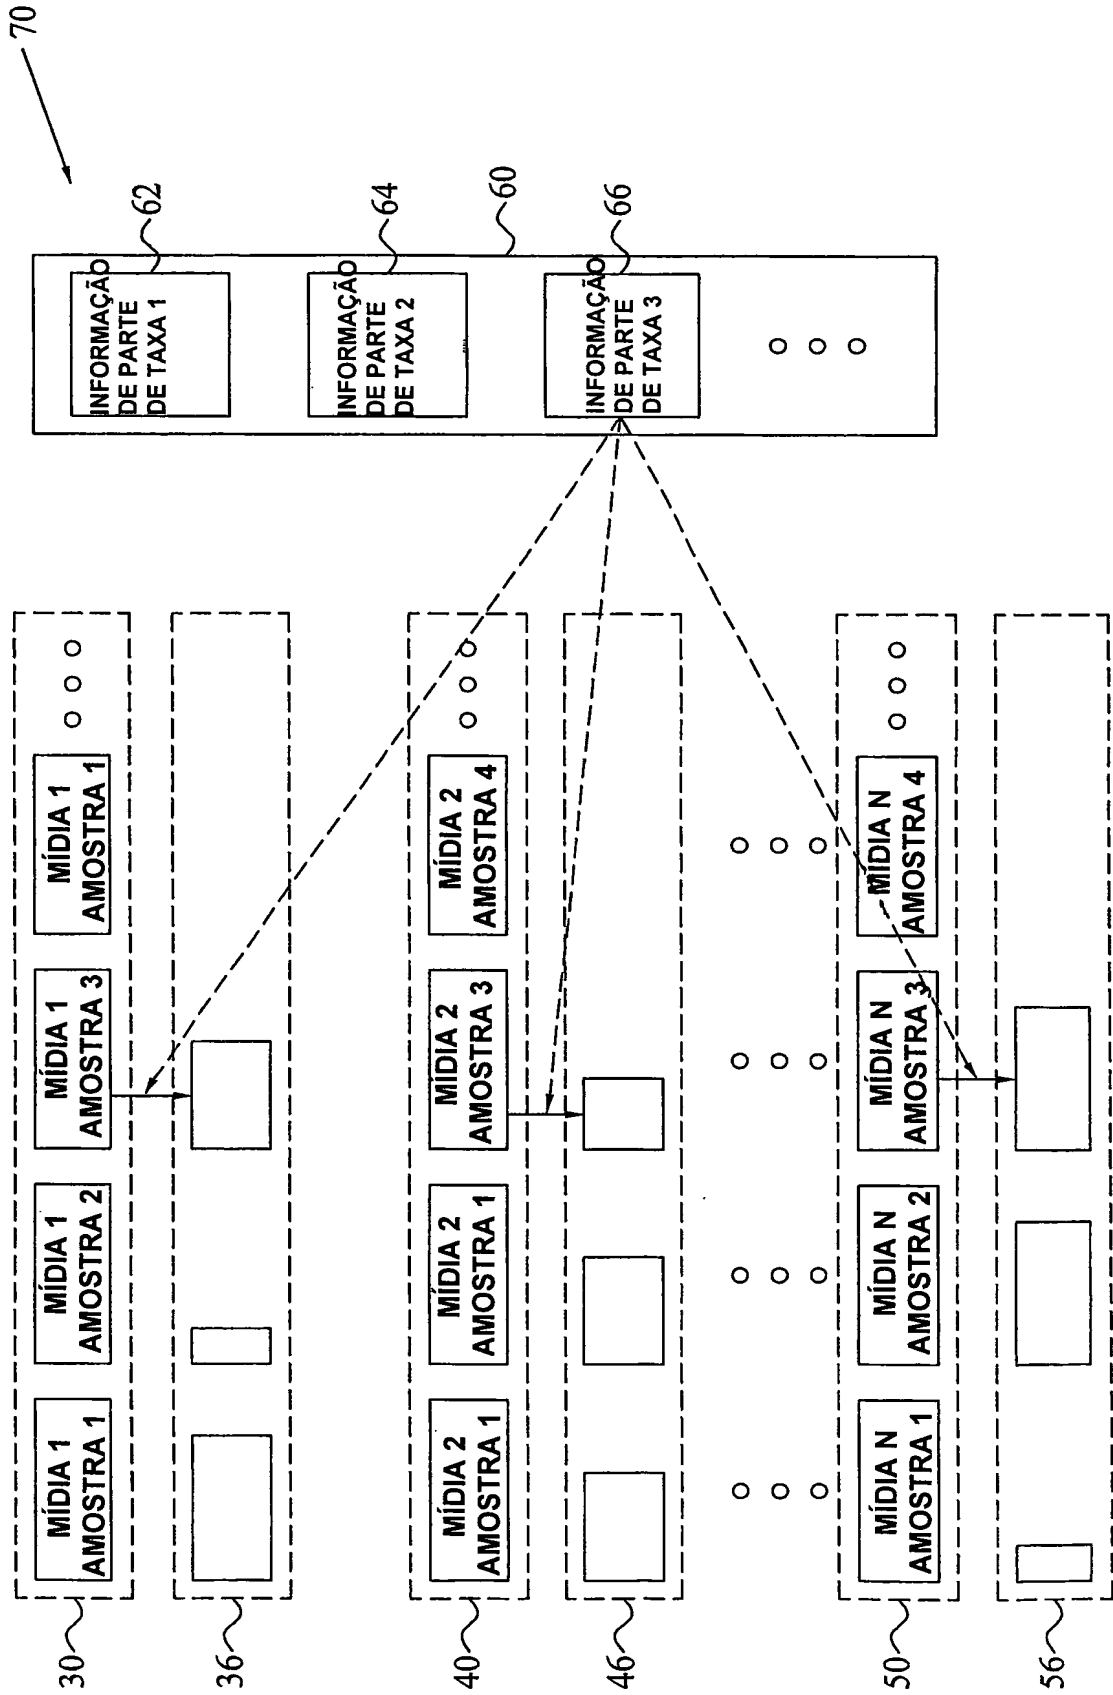 70
30
MÍDIA 1
AMOSTRA 1
MÍDIA 1
AMOSTRA 2
MÍDIA 1
AMOSTRA 3
MÍDIA 1
AMOSTRA 1
36
40
MÍDIA 2
AMOSTRA 1
MÍDIA 2
AMOSTRA 1
MÍDIA 2
AMOSTRA 3
MÍDIA 2
AMOSTRA 4
46
50
MÍDIA N
AMOSTRA 1
MÍDIA N
AMOSTRA 2
MÍDIA N
AMOSTRA 3
MÍDIA N
AMOSTRA 4
56
INFORMAÇÃO
DE PARTE
DE TAXA 1
62
INFORMAÇÃO
DE PARTE
DE TAXA 2
64
60
INFORMAÇÃO
DE PARTE
DE TAXA 3
66